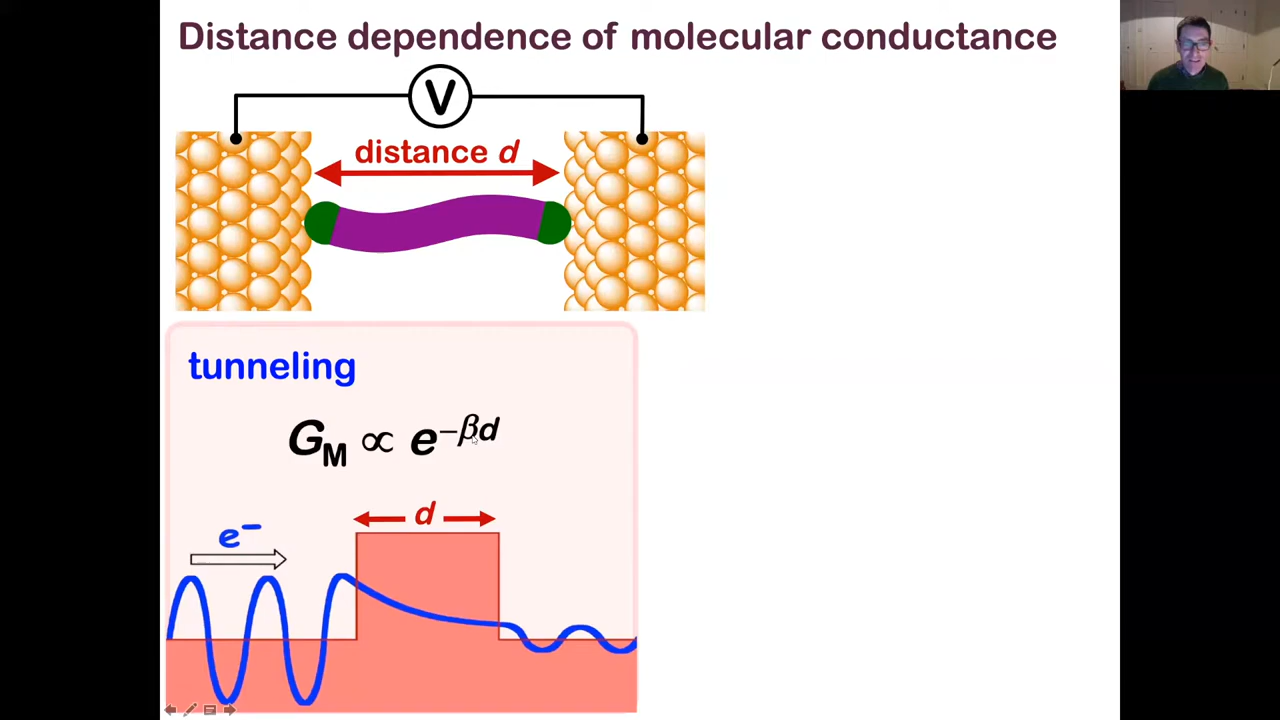 Distance dependence of molecular conductance
V
distance d
tunneling
G_M ∝ e^{−βd}
d
e⁻